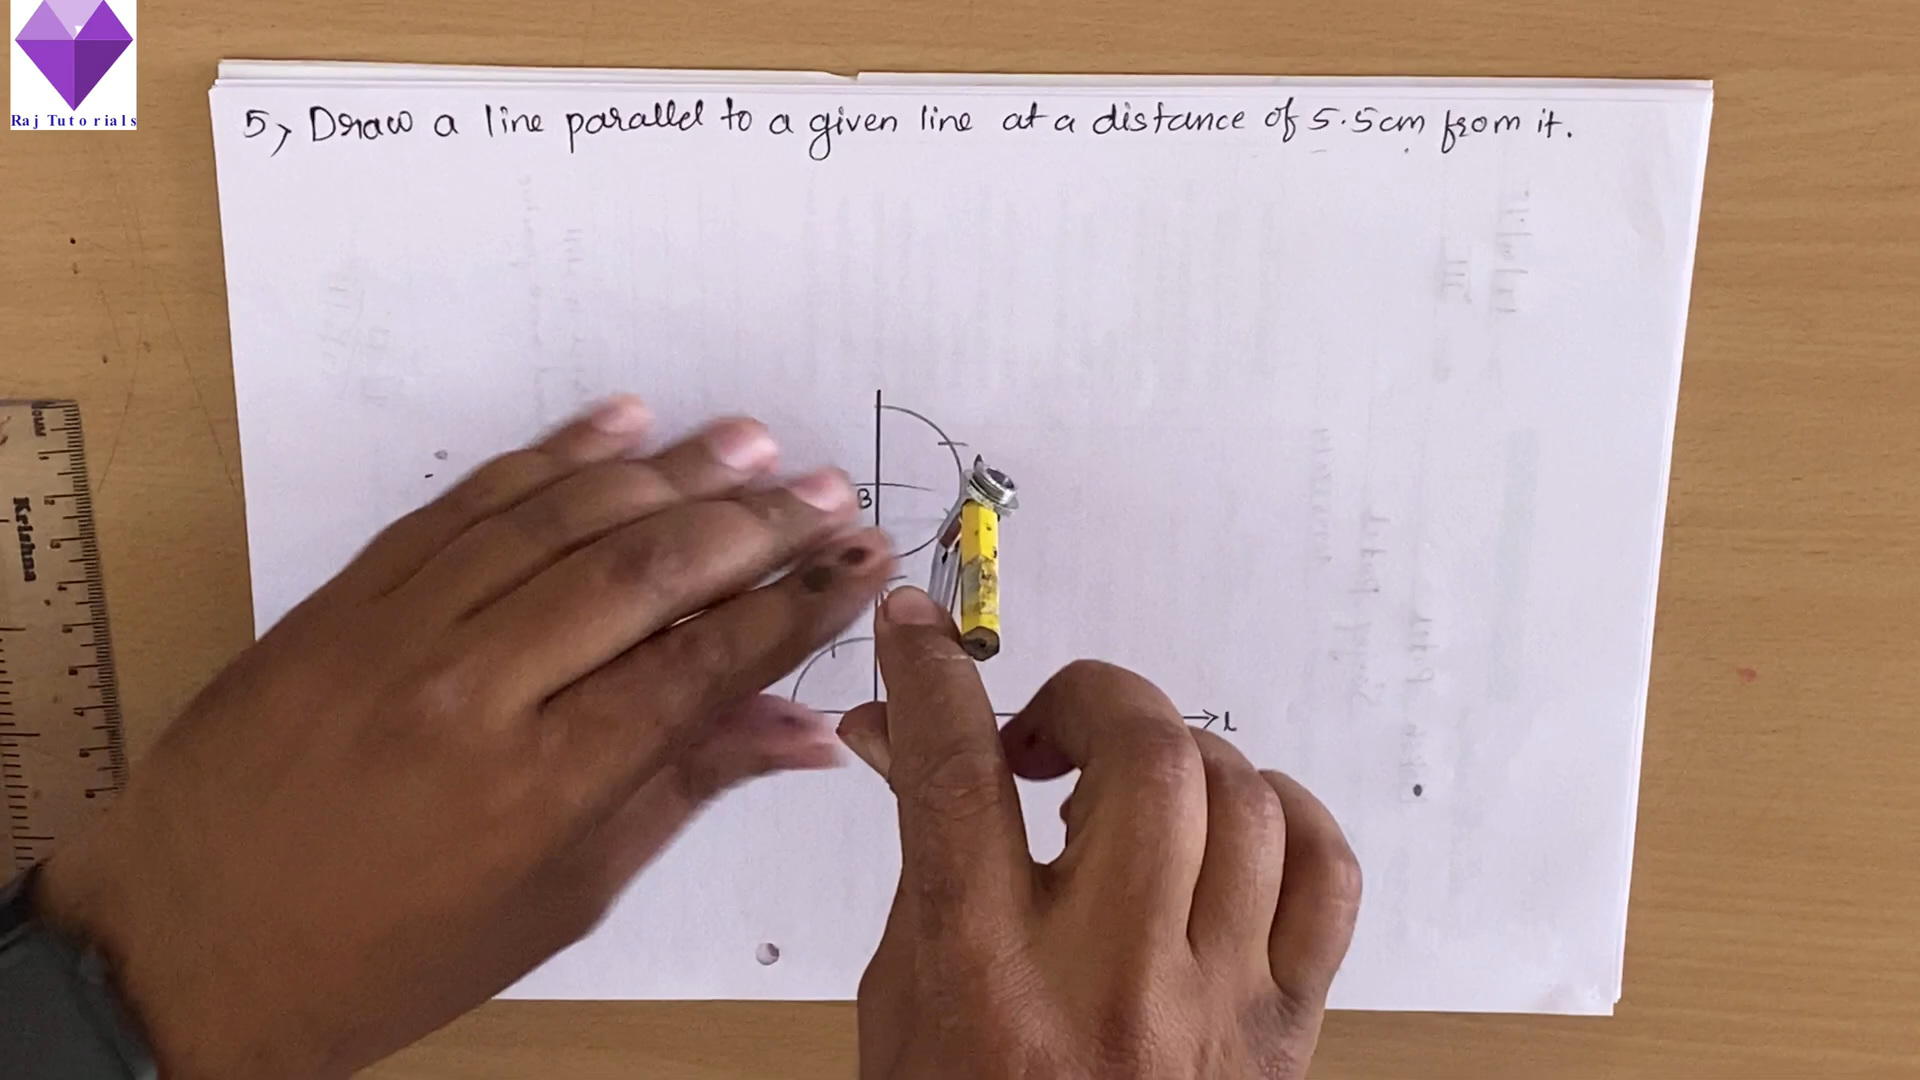 Raj Tutorials
5, Draw a line parallel to a given line at a distance of 5.5cm from it.
B
l
Krishna